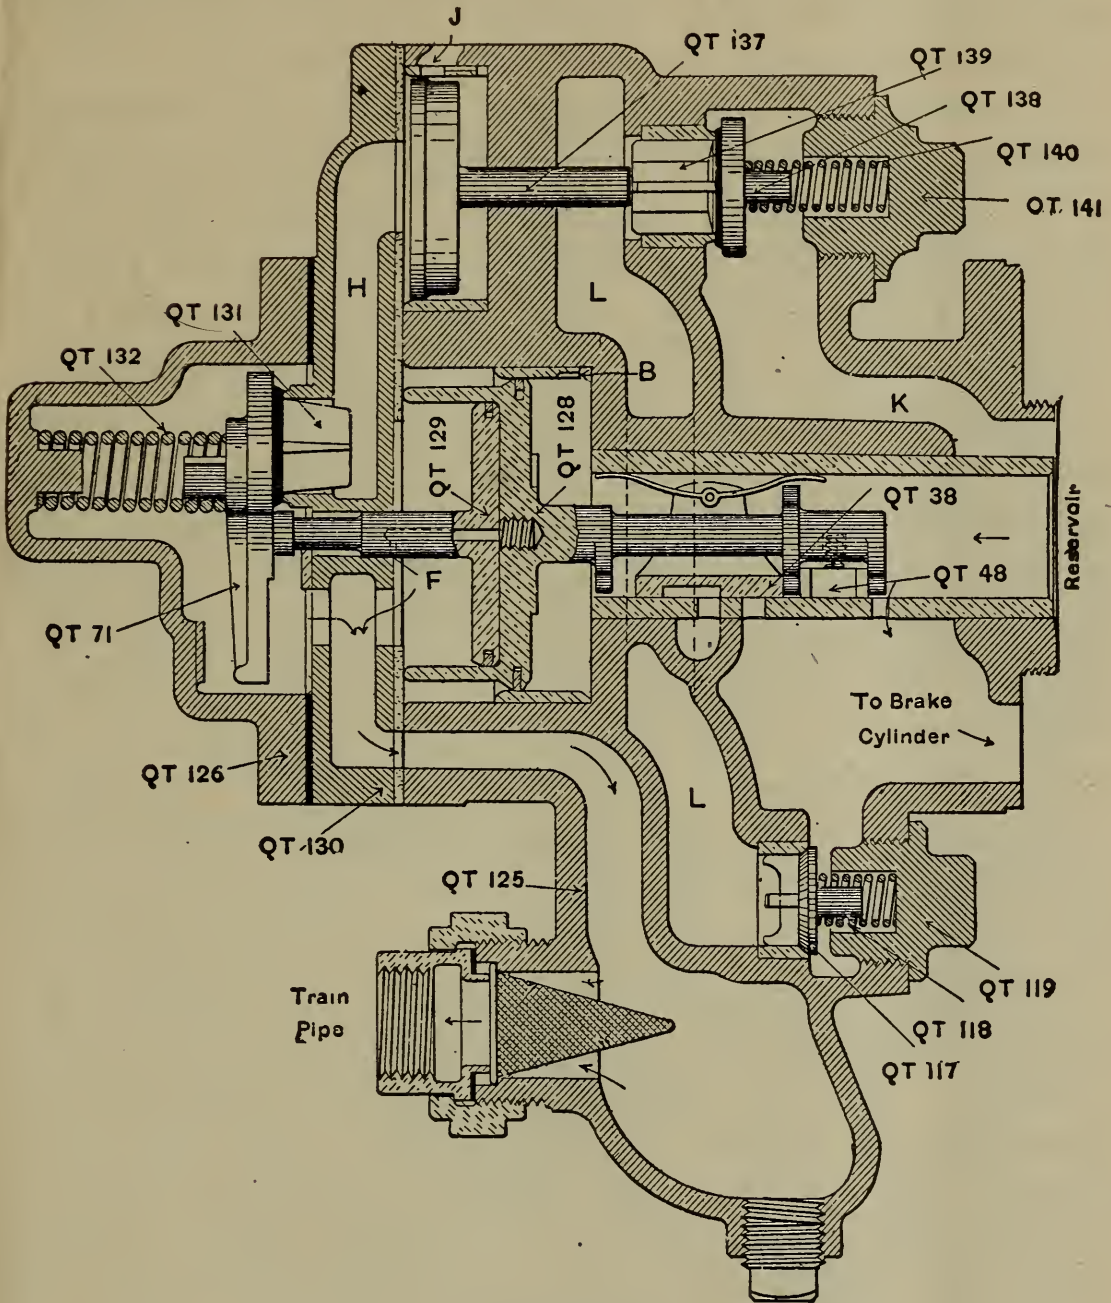 J
QT 137
QT 139
QT 138
QT 140
QT 141
H
L
QT 131
QT 132
B
K
QT 129
QT 128
QT 38
QT 48
Reservoir
F
QT 71
To Brake
Cylinder
QT 126
L
QT 130
QT 125
Train
Pipe
QT 119
QT 118
QT 117